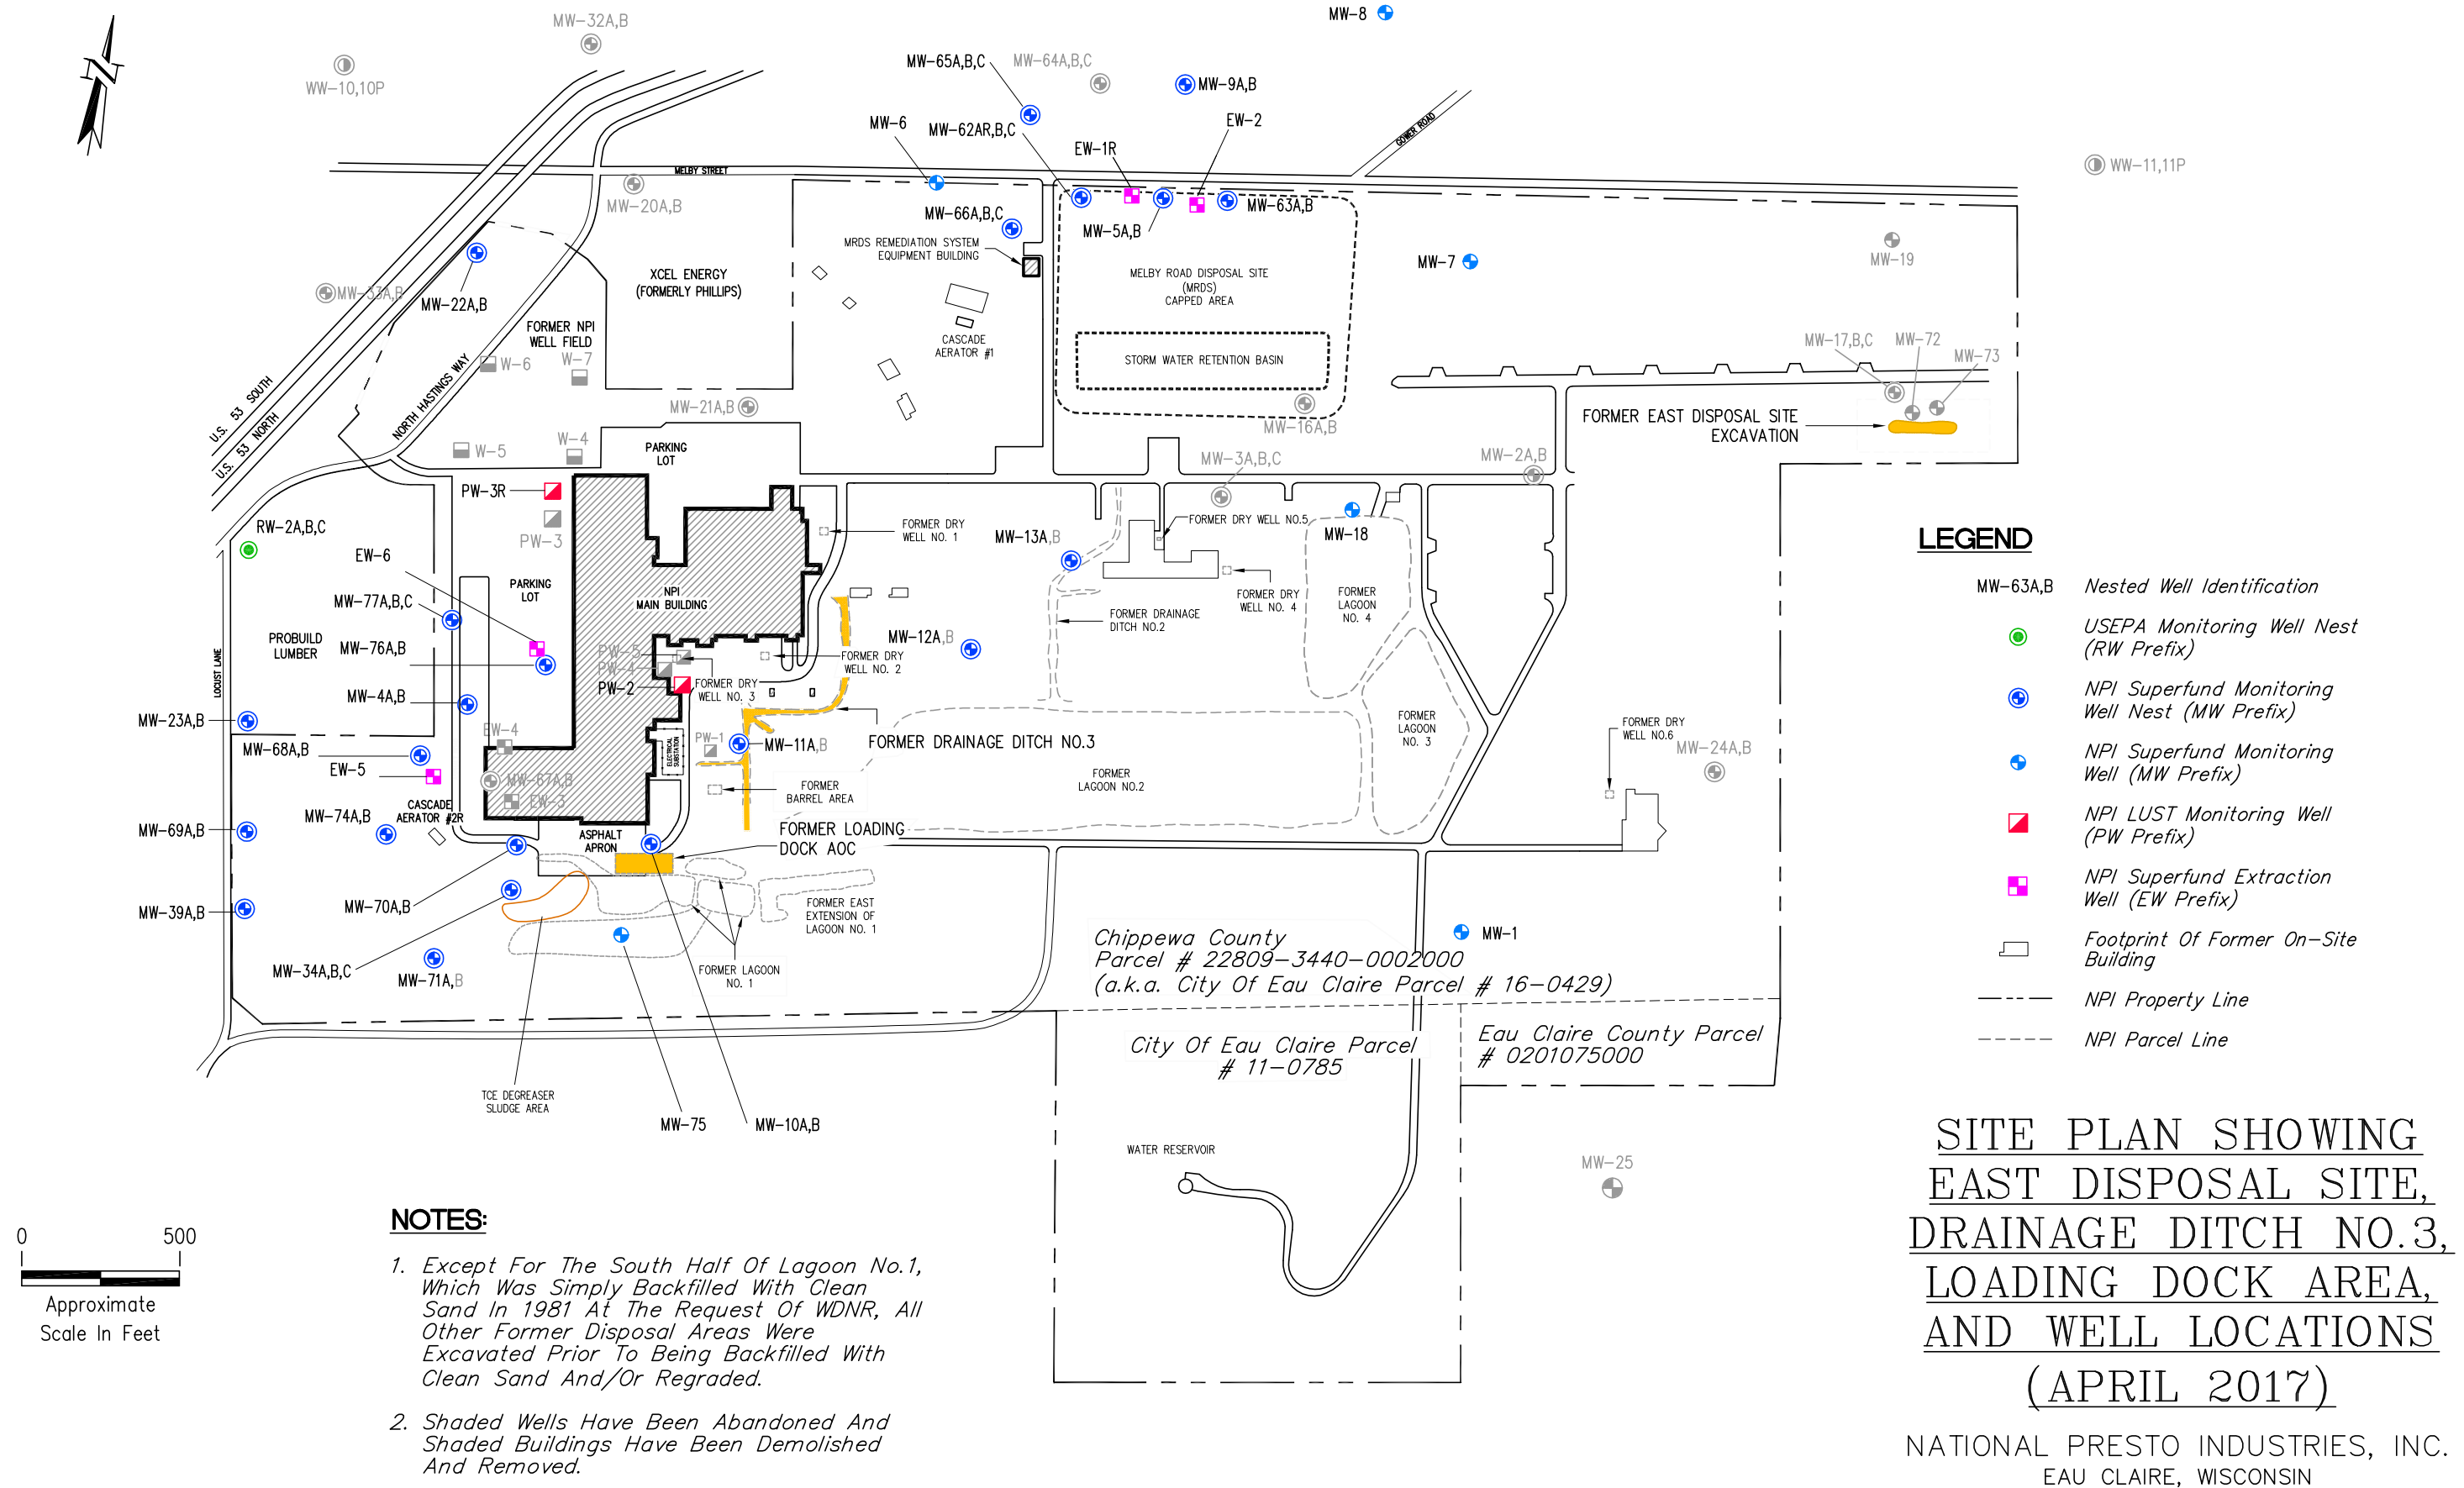 MW-8
MW-32A,B
WW-10,10P
MW-65A,B,C
MW-64A,B,C
MW-9A,B
MW-6
MW-62AR,B,C
EW-2
EW-1R
GOWER ROAD
MELBY STREET
WW-11,11P
MW-20A,B
MW-66A,B,C
MW-5A,B
MW-63A,B
MRDS REMEDIATION SYSTEM
EQUIPMENT BUILDING
MW-7
MW-19
XCEL ENERGY
(FORMERLY PHILLIPS)
MELBY ROAD DISPOSAL SITE
(MRDS)
CAPPED AREA
MW-33A,B
MW-22A,B
FORMER NPI
WELL FIELD
W-6
W-7
CASCADE
AERATOR #1
STORM WATER RETENTION BASIN
MW-17,B,C
MW-72
MW-73
U.S. 53 SOUTH
U.S. 53 NORTH
NORTH HASTINGS WAY
MW-21A,B
MW-16A,B
FORMER EAST DISPOSAL SITE
EXCAVATION
W-5
W-4
PARKING
LOT
MW-3A,B,C
MW-2A,B
PW-3R
PW-3
RW-2A,B,C
EW-6
FORMER DRY
WELL NO. 1
MW-13A,B
FORMER DRY WELL NO.5
MW-18
PARKING
LOT
NPI
MAIN BUILDING
MW-77A,B,C
FORMER DRY
WELL NO. 4
FORMER
LAGOON
NO. 4
FORMER DRAINAGE
DITCH NO.2
PROBUILD
LUMBER
MW-76A,B
MW-12A,B
PW-5
PW-4
PW-2
FORMER DRY
WELL NO. 2
FORMER DRY
WELL NO. 3
LOCUST LANE
MW-4A,B
MW-23A,B
EW-4
PW-1
MW-11A,B
FORMER DRAINAGE DITCH NO.3
FORMER
LAGOON
NO. 3
FORMER DRY
WELL NO.6
MW-24A,B
MW-68A,B
EW-5
MW-67A,B
EW-3
ELECTRICAL
SUBSTATION
FORMER
BARREL AREA
FORMER
LAGOON NO.2
CASCADE
AERATOR #2R
MW-74A,B
MW-69A,B
ASPHALT
APRON
FORMER LOADING
DOCK AOC
MW-70A,B
MW-39A,B
FORMER EAST
EXTENSION OF
LAGOON NO. 1
MW-34A,B,C
MW-71A,B
FORMER LAGOON
NO. 1
MW-1
Chippewa County
Parcel # 22809-3440-0002000
(a.k.a. City Of Eau Claire Parcel # 16-0429)
City Of Eau Claire Parcel
# 11-0785
Eau Claire County Parcel
# 0201075000
TCE DEGREASER
SLUDGE AREA
MW-75
MW-10A,B
WATER RESERVOIR
MW-25
LEGEND
MW-63A,B Nested Well Identification
USEPA Monitoring Well Nest
(RW Prefix)
NPI Superfund Monitoring
Well Nest (MW Prefix)
NPI Superfund Monitoring
Well (MW Prefix)
NPI LUST Monitoring Well
(PW Prefix)
NPI Superfund Extraction
Well (EW Prefix)
Footprint Of Former On-Site
Building
NPI Property Line
NPI Parcel Line
0 500
Approximate
Scale In Feet
NOTES:
1. Except For The South Half Of Lagoon No.1,
Which Was Simply Backfilled With Clean
Sand In 1981 At The Request Of WDNR, All
Other Former Disposal Areas Were
Excavated Prior To Being Backfilled With
Clean Sand And/Or Regraded.
2. Shaded Wells Have Been Abandoned And
Shaded Buildings Have Been Demolished
And Removed.
SITE PLAN SHOWING
EAST DISPOSAL SITE,
DRAINAGE DITCH NO.3,
LOADING DOCK AREA,
AND WELL LOCATIONS
(APRIL 2017)
NATIONAL PRESTO INDUSTRIES, INC.
EAU CLAIRE, WISCONSIN